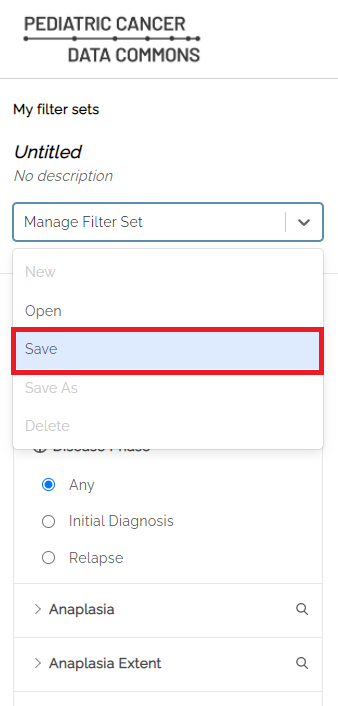 PEDIATRIC CANCER
DATA COMMONS
My filter sets
Untitled
No description
Manage Filter Set
New
Open
Save
Save As
Delete
Disease Phase
Any
Initial Diagnosis
Relapse
Anaplasia
Anaplasia Extent